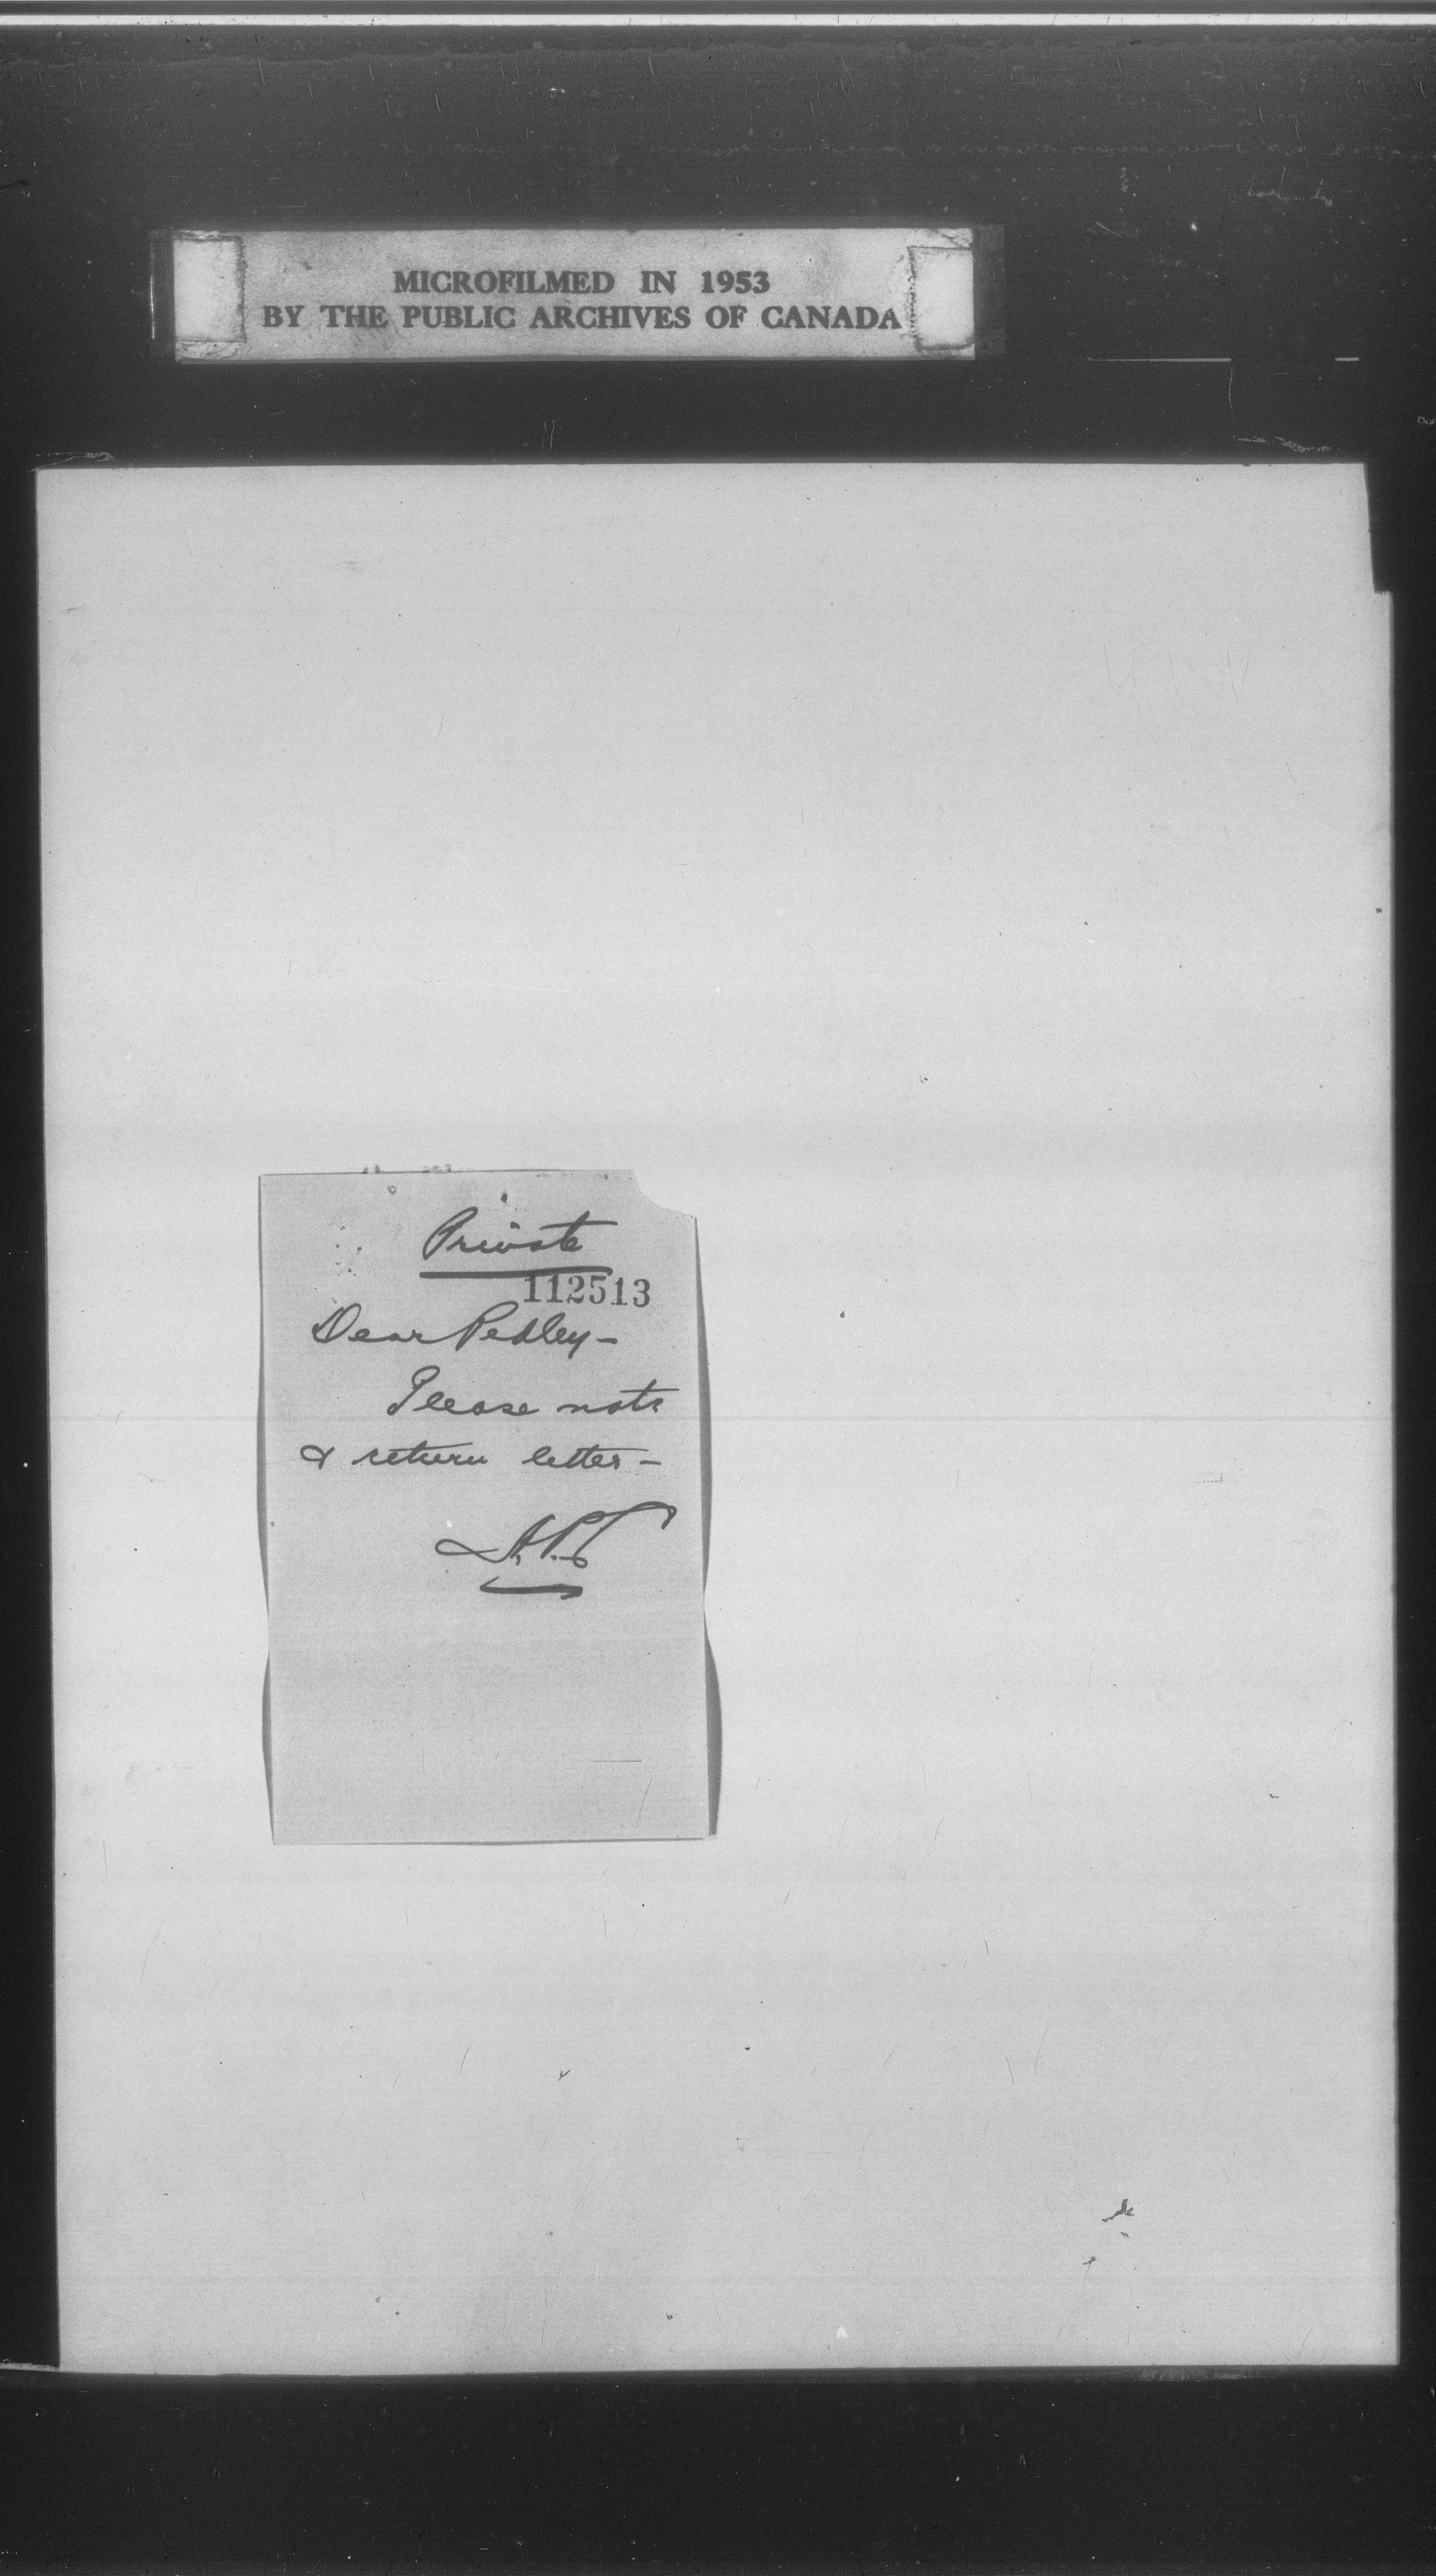 MICROFILMED IN 1953
BY THE PUBLIC ARCHIVES OF CANADA
Private
112513
Dear Pedley-
Please note
& return letter-